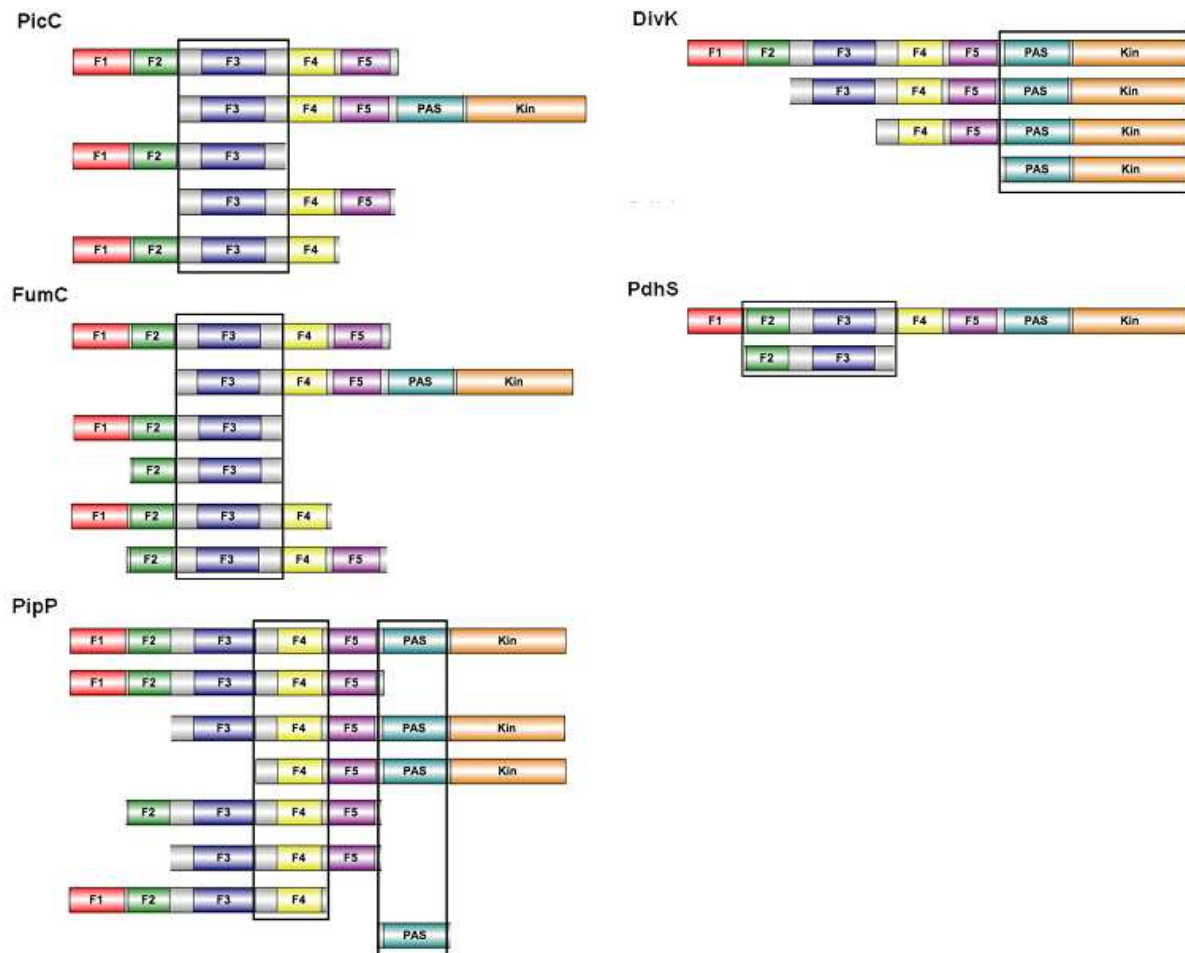 PicC
F1 F2 F3 F4 F5
F3 F4 F5 PAS Kin
F1 F2 F3
F3 F4 F5
F1 F2 F3 F4
FumC
F1 F2 F3 F4 F5
F3 F4 F5 PAS Kin
F1 F2 F3
F2 F3
F1 F2 F3 F4
F2 F3 F4 F5
PipP
F1 F2 F3 F4 F5 PAS Kin
F1 F2 F3 F4 F5
F3 F4 F5 PAS Kin
F4 F5 PAS Kin
F2 F3 F4 F5
F3 F4 F5
F1 F2 F3 F4
PAS
DivK
F1 F2 F3 F4 F5 PAS Kin
F3 F4 F5 PAS Kin
F4 F5 PAS Kin
PAS Kin
PdhS
F1 F2 F3 F4 F5 PAS Kin
F2 F3